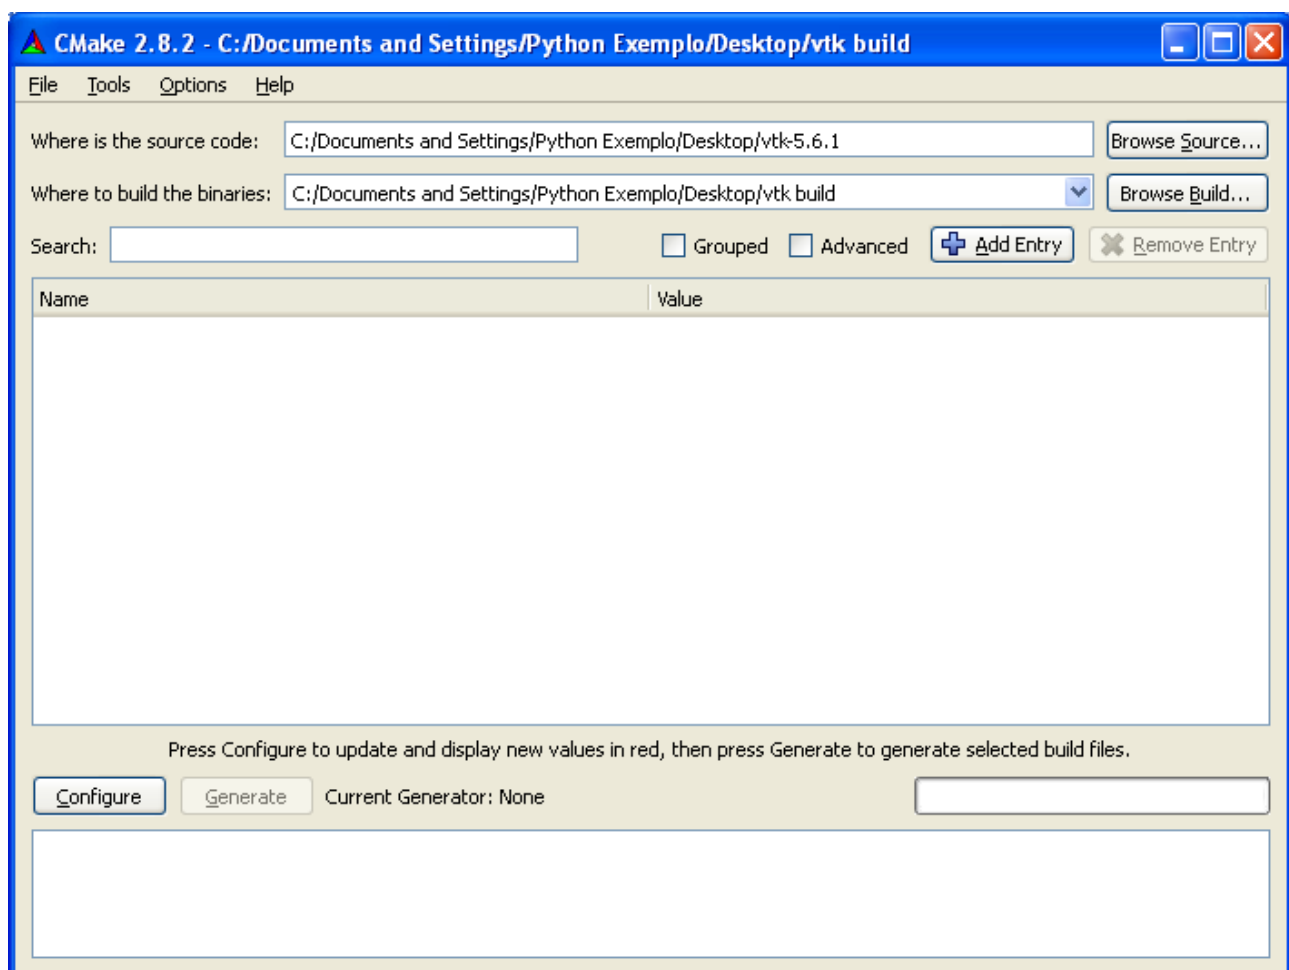 CMake 2.8.2 - C:/Documents and Settings/Python Exemplo/Desktop/vtk build
File Tools Options Help
Where is the source code: C:/Documents and Settings/Python Exemplo/Desktop/vtk-5.6.1 Browse Source...
Where to build the binaries: C:/Documents and Settings/Python Exemplo/Desktop/vtk build Browse Build...
Search: Grouped Advanced Add Entry Remove Entry
Name Value
Press Configure to update and display new values in red, then press Generate to generate selected build files.
Configure Generate Current Generator: None